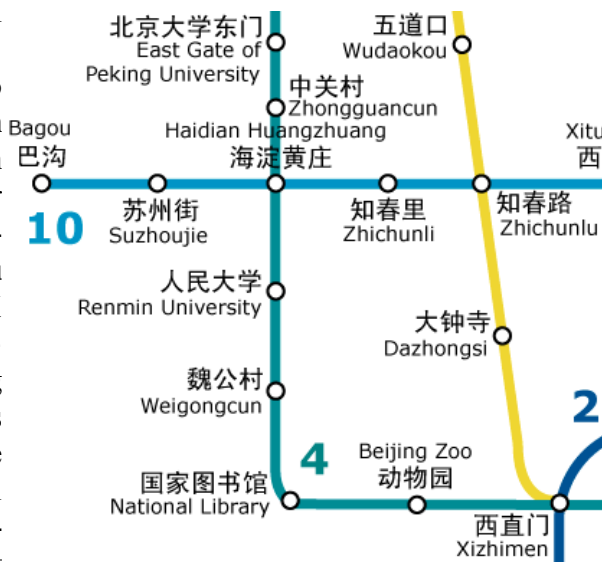 北京大学东门
East Gate of
Peking University
五道口
Wudaokou
中关村
Zhongguancun
Bagou
巴沟
Haidian Huangzhuang
海淀黄庄
Xitu
西
10
苏州街
Suzhoujie
知春里
Zhichunli
知春路
Zhichunlu
人民大学
Renmin University
大钟寺
Dazhongsi
魏公村
Weigongcun
2
4
Beijing Zoo
动物园
国家图书馆
National Library
西直门
Xizhimen